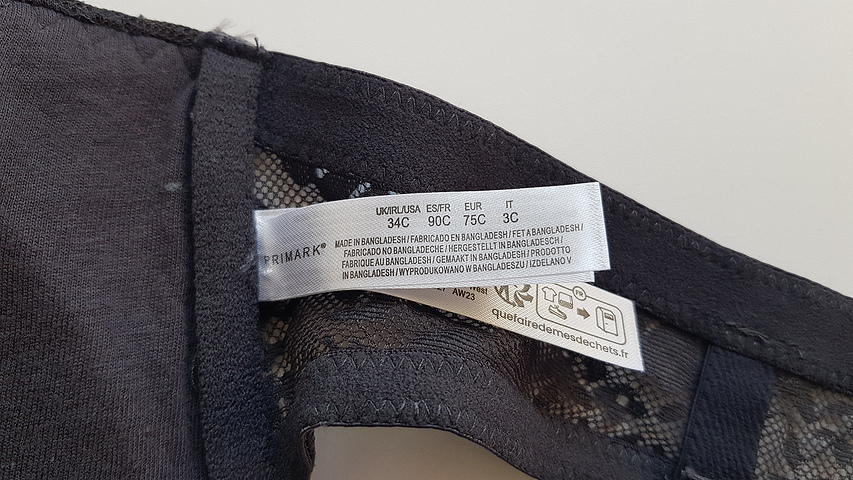 UK/IRL/USA ES/FR EUR IT
34C 90C 75C 3C
PRIMARK®
MADE IN BANGLADESH / FABRICADO EN BANGLADESH / FET A BANGLADESH /
FABRICADO NO BANGLADECHE / HERGESTELLT IN BANGLADESCH /
FABRIQUE AU BANGLADESH / GEMAAKT IN BANGLADESH / PRODOTTO
IN BANGLADESH / WYPRODUKOWANO W BANGLADESZU / IZDELANO V
AW23
FR
quefairedemesdechets.fr